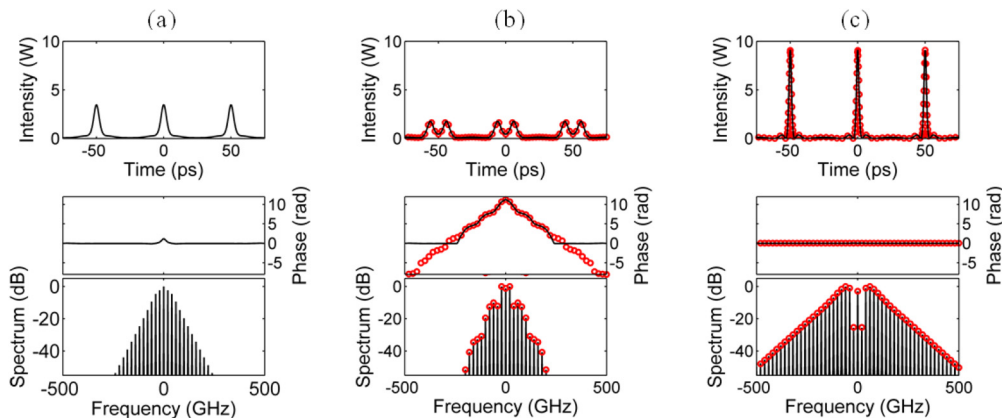 (a) (b) (c)
10 10 10
Intensity (W) 5 Intensity (W) 5 Intensity (W) 5
0 0 0
-50 0 50 -50 0 50 -50 0 50
Time (ps) Time (ps) Time (ps)
10 10 10
5 Phase (rad) 5 Phase (rad) 5 Phase (rad)
0 0 0
-5 -5 -5
0 0 0
Spectrum (dB) -20 Spectrum (dB) -20 Spectrum (dB) -20
-40 -40 -40
-500 0 500 -500 0 500 -500 0 500
Frequency (GHz) Frequency (GHz) Frequency (GHz)